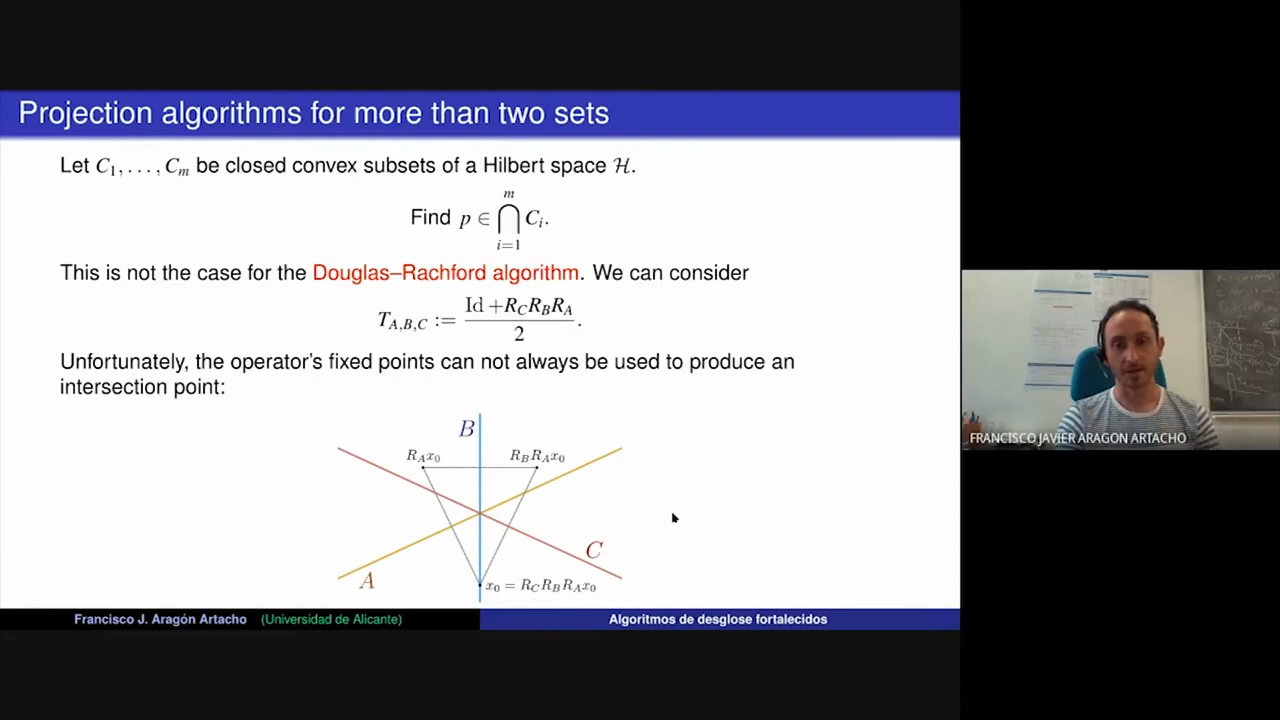 Projection algorithms for more than two sets
Let C₁, . . . , Cₘ be closed convex subsets of a Hilbert space ℋ.
m
Find p ∈ ⋂ Cᵢ.
i=1
This is not the case for the Douglas–Rachford algorithm. We can consider
T_{A,B,C} := (Id + R_C R_B R_A) / 2 .
Unfortunately, the operator's fixed points can not always be used to produce an
intersection point:
B
R_A x₀
R_B R_A x₀
C
A
x₀ = R_C R_B R_A x₀
FRANCISCO JAVIER ARAGON ARTACHO
Francisco J. Aragón Artacho (Universidad de Alicante)
Algoritmos de desglose fortalecidos